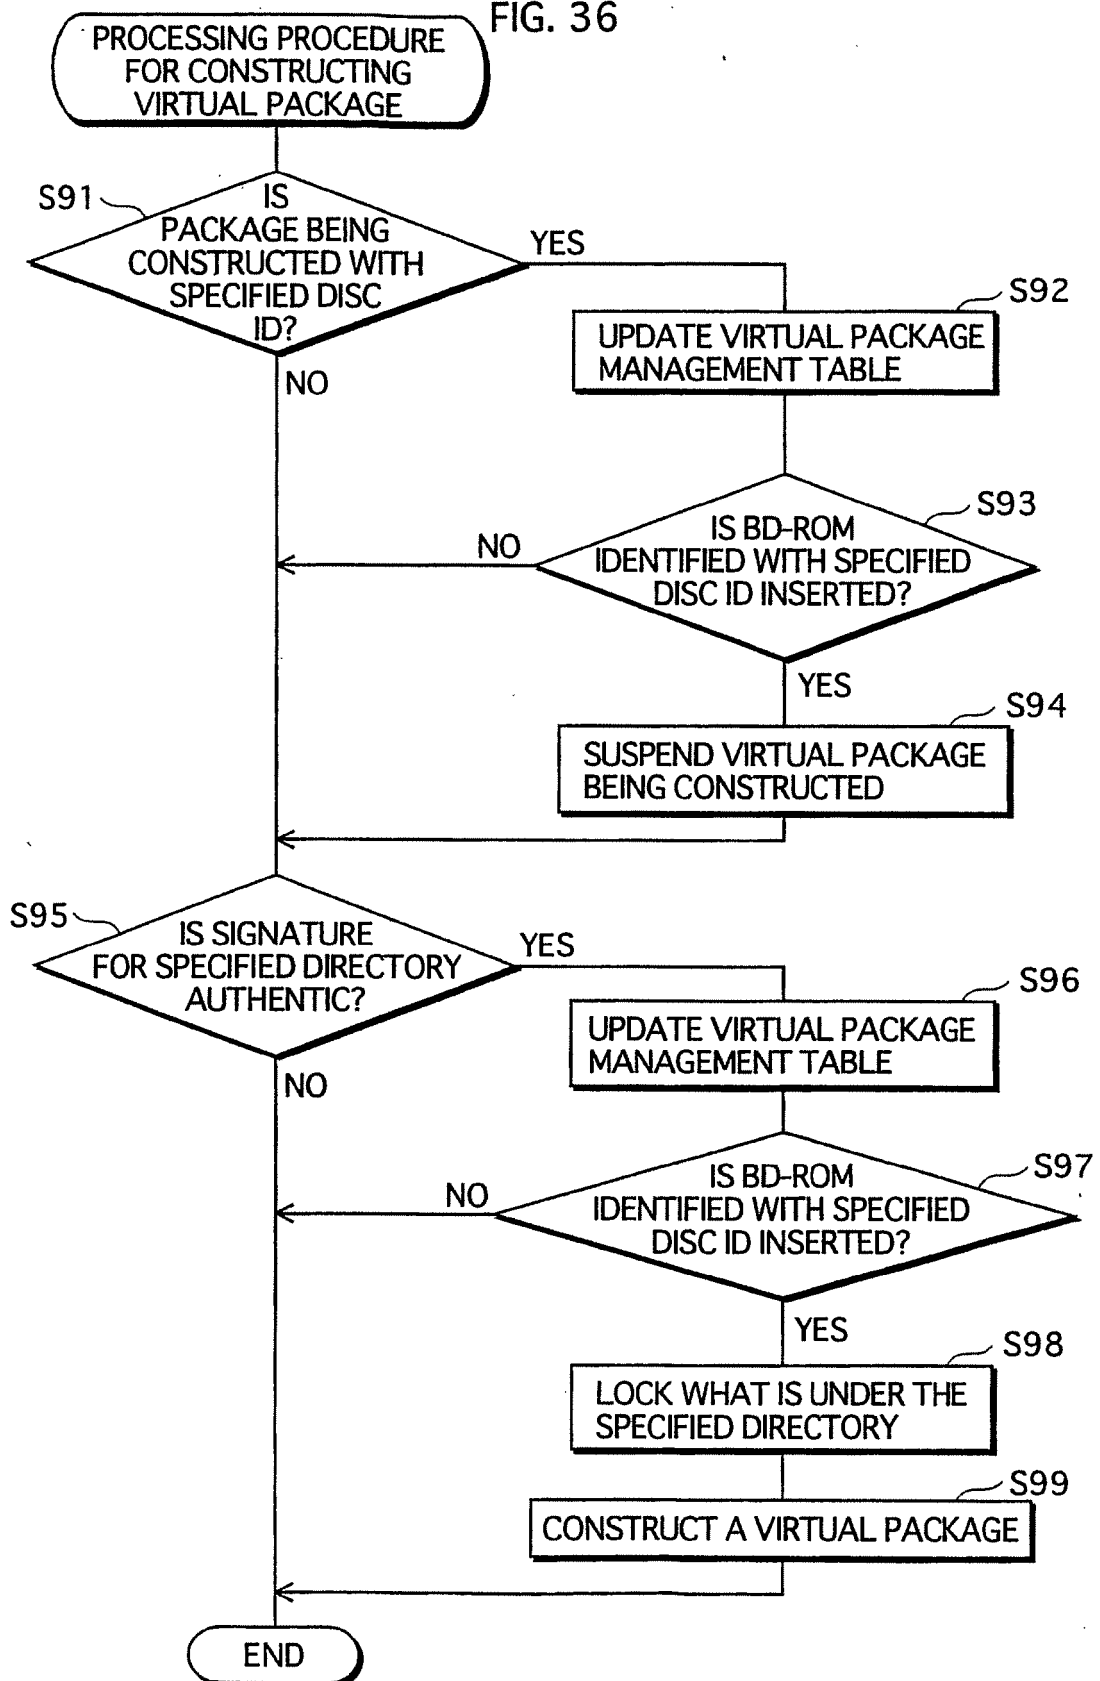 FIG. 36
PROCESSING PROCEDURE
FOR CONSTRUCTING
VIRTUAL PACKAGE
S91
IS
PACKAGE BEING
CONSTRUCTED WITH
SPECIFIED DISC
ID?
YES
NO
S92
UPDATE VIRTUAL PACKAGE
MANAGEMENT TABLE
S93
IS BD-ROM
IDENTIFIED WITH SPECIFIED
DISC ID INSERTED?
NO
YES
S94
SUSPEND VIRTUAL PACKAGE
BEING CONSTRUCTED
S95
IS SIGNATURE
FOR SPECIFIED DIRECTORY
AUTHENTIC?
YES
NO
S96
UPDATE VIRTUAL PACKAGE
MANAGEMENT TABLE
S97
IS BD-ROM
IDENTIFIED WITH SPECIFIED
DISC ID INSERTED?
NO
YES
S98
LOCK WHAT IS UNDER THE
SPECIFIED DIRECTORY
S99
CONSTRUCT A VIRTUAL PACKAGE
END